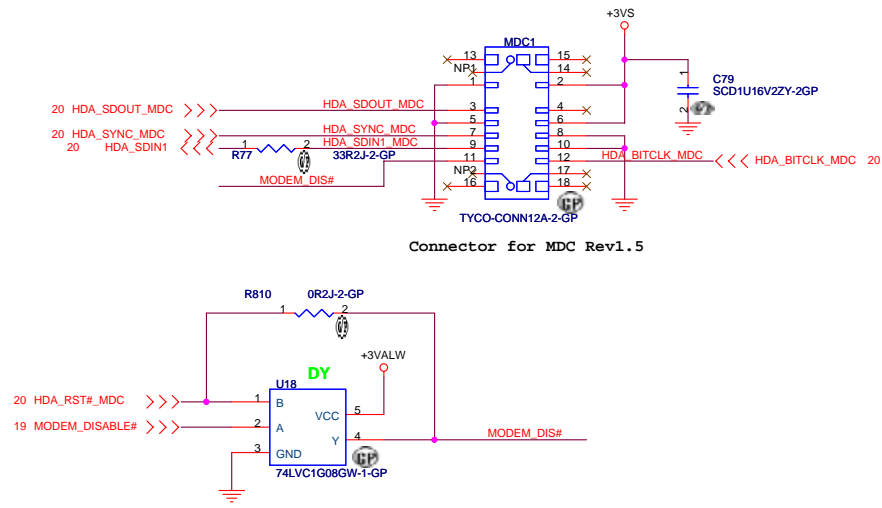 +3VS
MDC1
13 15
NP1 14
1 2
C79
SCD1U16V2ZY-2GP
1
2
20 HDA_SDOUT_MDC HDA_SDOUT_MDC 3 4
5 6
20 HDA_SYNC_MDC HDA_SYNC_MDC 7 8
20 HDA_SDIN1 1 2 HDA_SDIN1_MDC 9 10
R77 33R2J-2-GP 11 12 HDA_BITCLK_MDC HDA_BITCLK_MDC 20
NP2 17
MODEM_DIS# 16 18
GP
TYCO-CONN12A-2-GP
Connector for MDC Rev1.5
R810 0R2J-2-GP
1 2
+3VALW
DY
U18
20 HDA_RST#_MDC 1 B
VCC 5
19 MODEM_DISABLE# 2 A
Y 4 MODEM_DIS#
3 GND
GP
74LVC1G08GW-1-GP